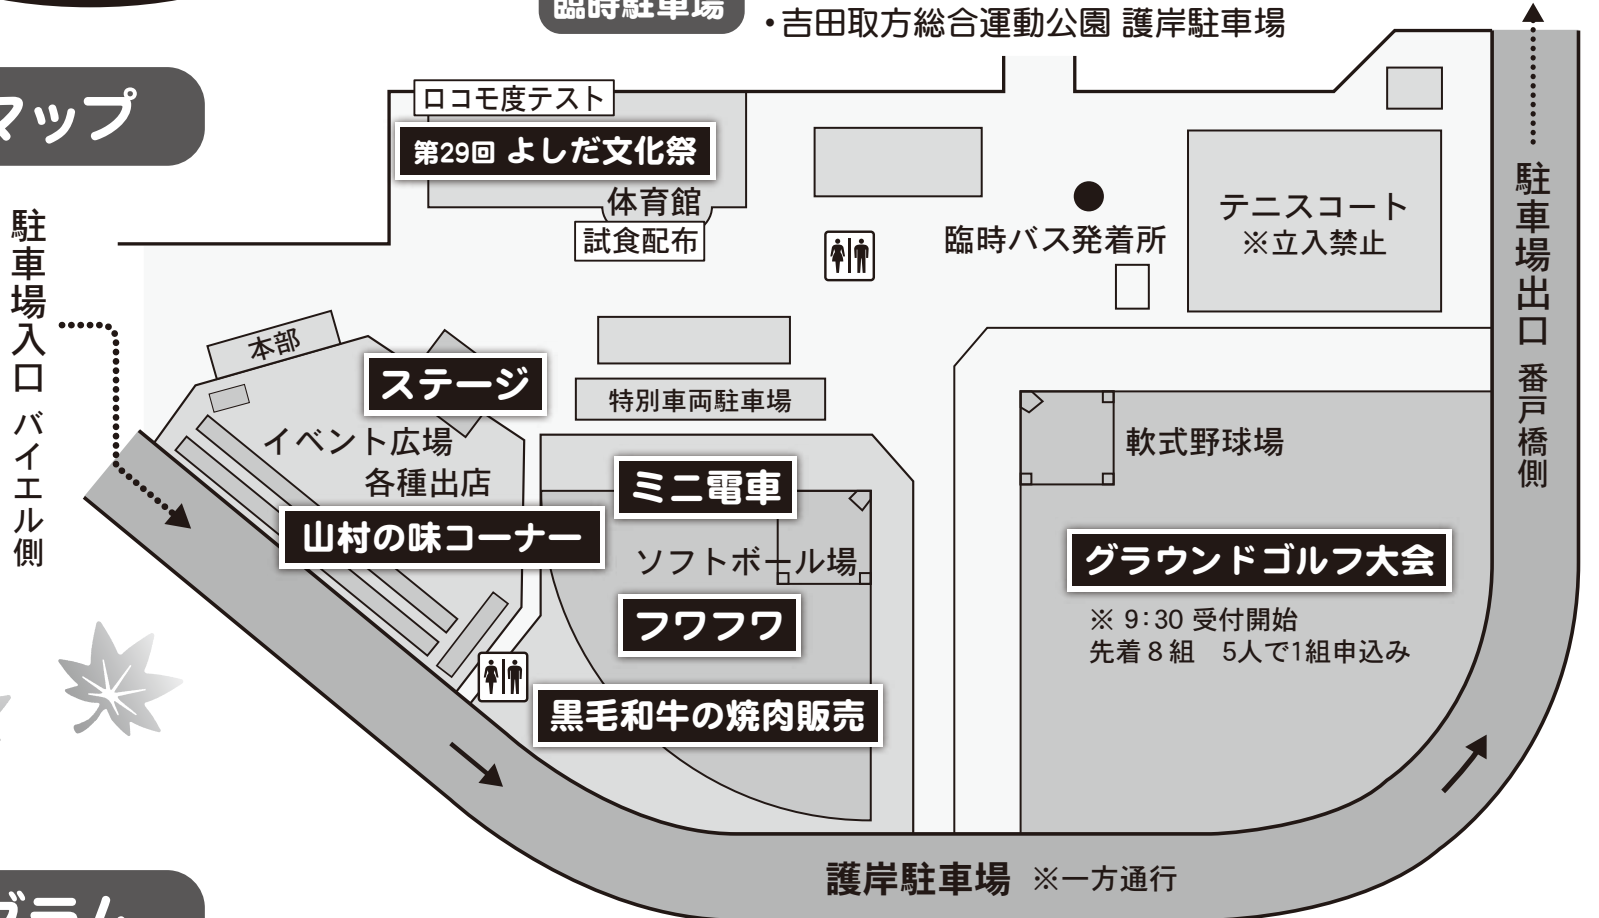 臨時駐車場
・吉田取方総合運動公園 護岸駐車場
マップ
ロコモ度テスト
第29回 よしだ文化祭
体育館
試食配布
臨時バス発着所
テニスコート
※立入禁止
駐車場出口 番戸橋側
駐車場入口 バイエル側
本部
ステージ
特別車両駐車場
イベント広場
各種出店
山村の味コーナー
ミニ電車
ソフトボール場
フワフワ
黒毛和牛の焼肉販売
軟式野球場
グラウンドゴルフ大会
※ 9:30 受付開始
先着8組 5人で1組申込み
護岸駐車場 ※一方通行